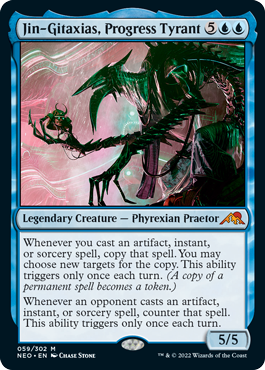 Jin-Gitaxias, Progress Tyrant 5
Legendary Creature — Phyrexian Praetor
Whenever you cast an artifact, instant,
or sorcery spell, copy that spell. You may
choose new targets for the copy. This ability
triggers only once each turn. (A copy of
a permanent spell becomes a token.)
Whenever an opponent casts an artifact,
instant, or sorcery spell, counter that spell.
This ability triggers only once each turn.
5/5
059/302 M
NEO • EN CHASE STONE
™ & © 2022 Wizards of the Coast